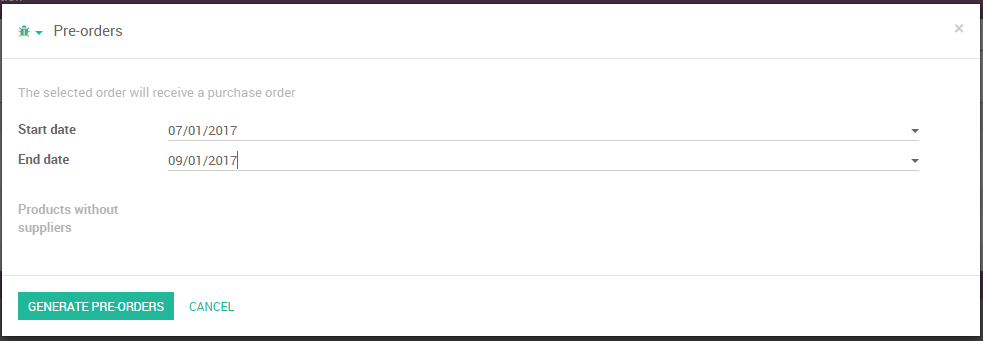 Pre-orders
×
The selected order will receive a purchase order
Start date 07/01/2017
End date 09/01/2017
Products without
suppliers
GENERATE PRE-ORDERS CANCEL